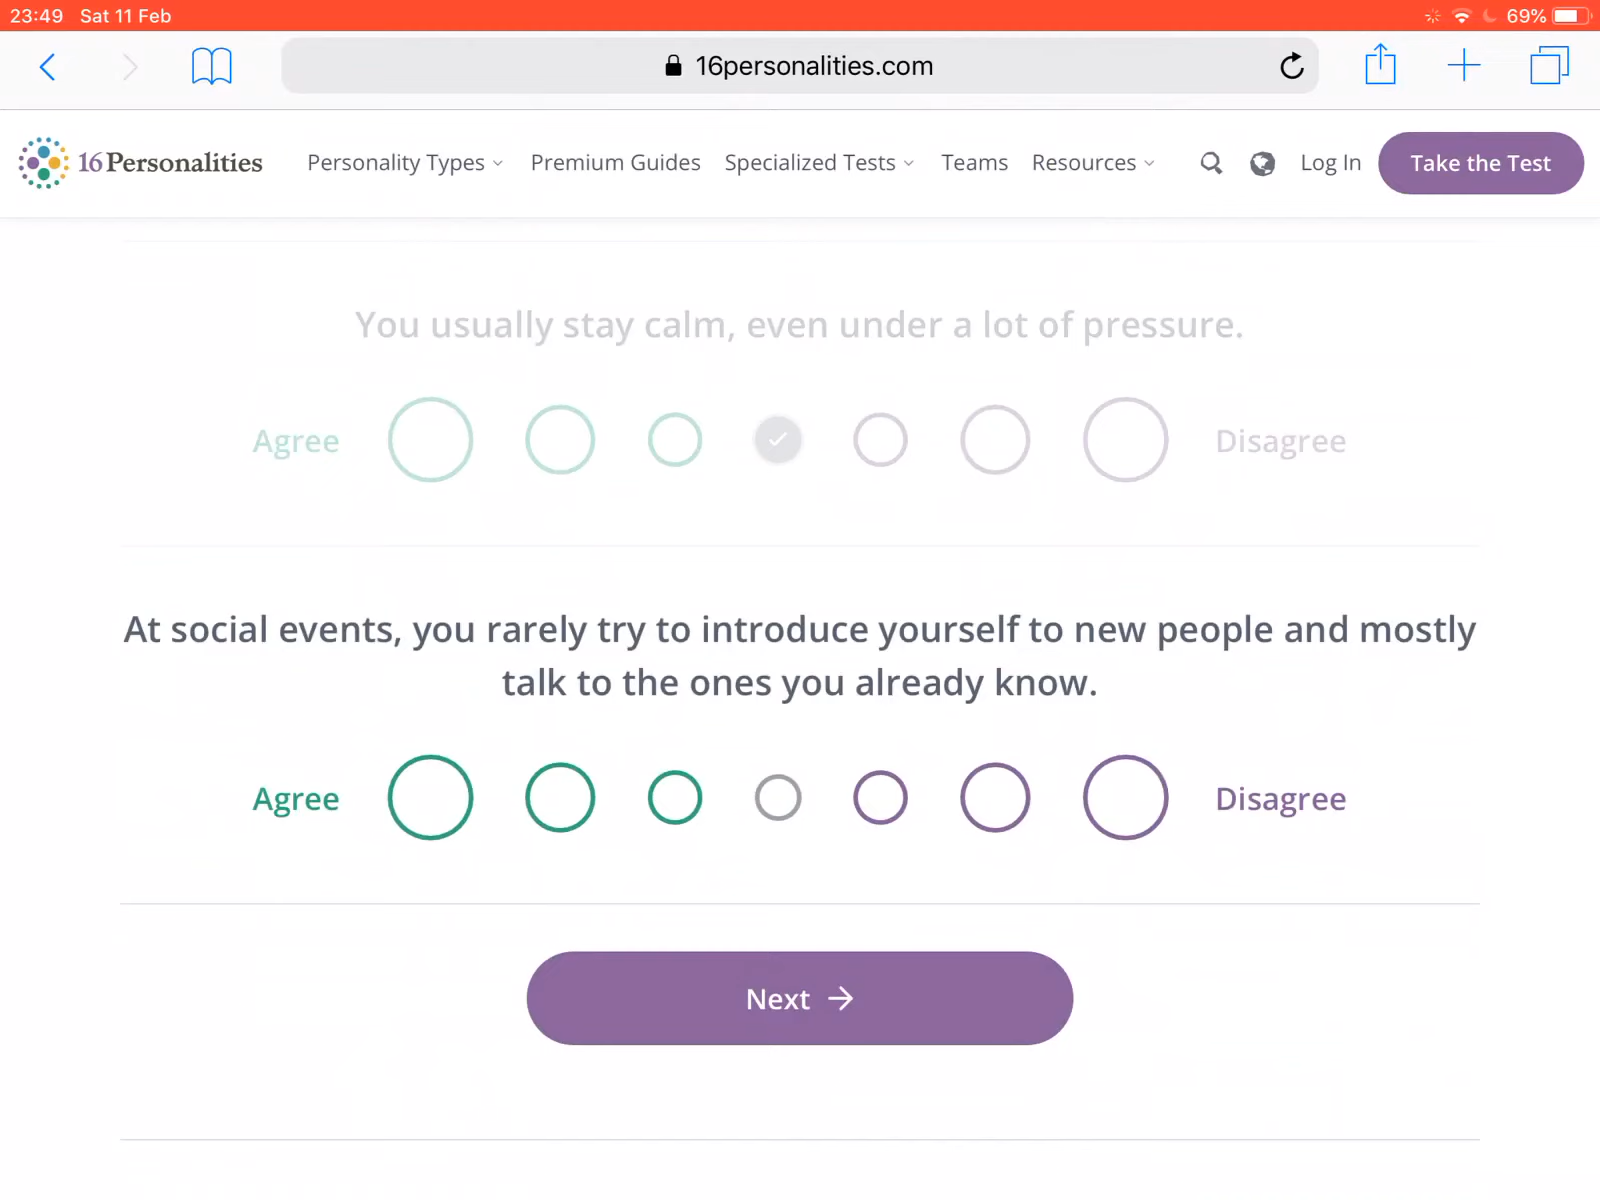 23:49 Sat 11 Feb
69%
16personalities.com
16Personalities
Personality Types
Premium Guides
Specialized Tests
Teams
Resources
Log In
Take the Test
You usually stay calm, even under a lot of pressure.
Agree
Disagree
At social events, you rarely try to introduce yourself to new people and mostly
talk to the ones you already know.
Agree
Disagree
Next →